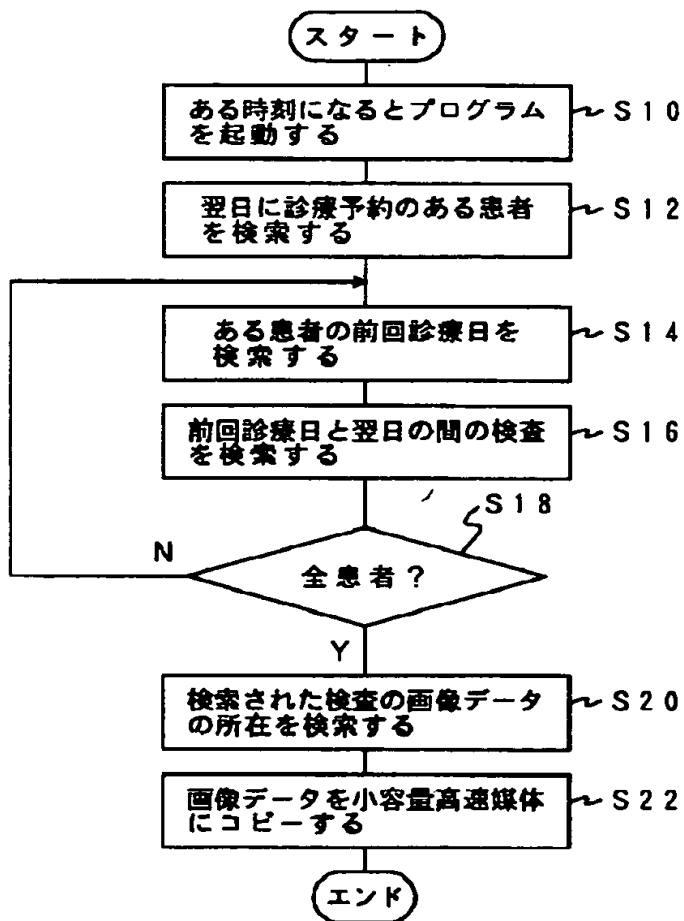 スタート
ある時刻になるとプログラム
を起動する
S10
翌日に診療予約のある患者
を検索する
S12
ある患者の前回診療日を
検索する
S14
前回診療日と翌日の間の検査
を検索する
S16
S18
N
全患者?
Y
検索された検査の画像データ
の所在を検索する
S20
画像データを小容量高速媒体
にコピーする
S22
エンド